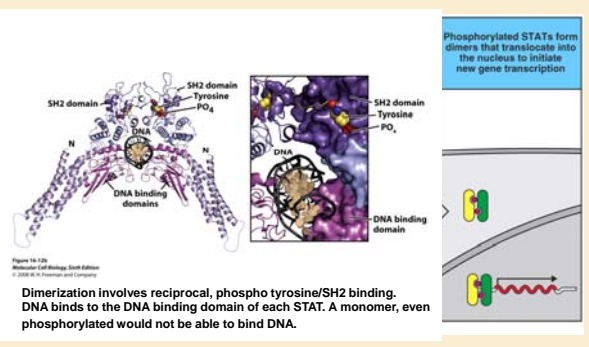 Phosphorylated STATs form
dimers that translocate into
the nucleus to initiate
new gene transcription
SH2 domain
SH2 domain
Tyrosine
PO4
DNA
N
N
DNA binding
domains
SH2 domain
Tyrosine
PO4
DNA
DNA binding
domain
Figure 16-12b
Molecular Cell Biology, Sixth Edition
© 2008 W. H. Freeman and Company
Dimerization involves reciprocal, phospho tyrosine/SH2 binding.
DNA binds to the DNA binding domain of each STAT. A monomer, even
phosphorylated would not be able to bind DNA.